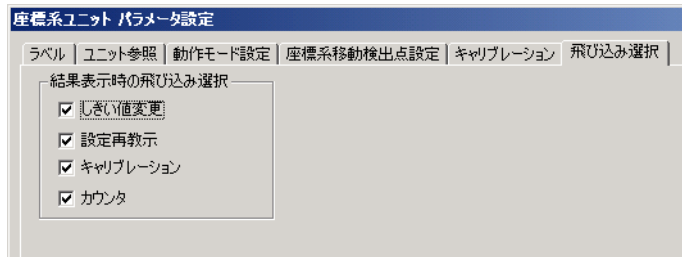 座標系ユニット パラメータ設定
ラベル ユニット参照 動作モード設定 座標系移動検出点設定 キャリブレーション 飛び込み選択
結果表示時の飛び込み選択
しきい値変更
設定再教示
キャリブレーション
カウンタ